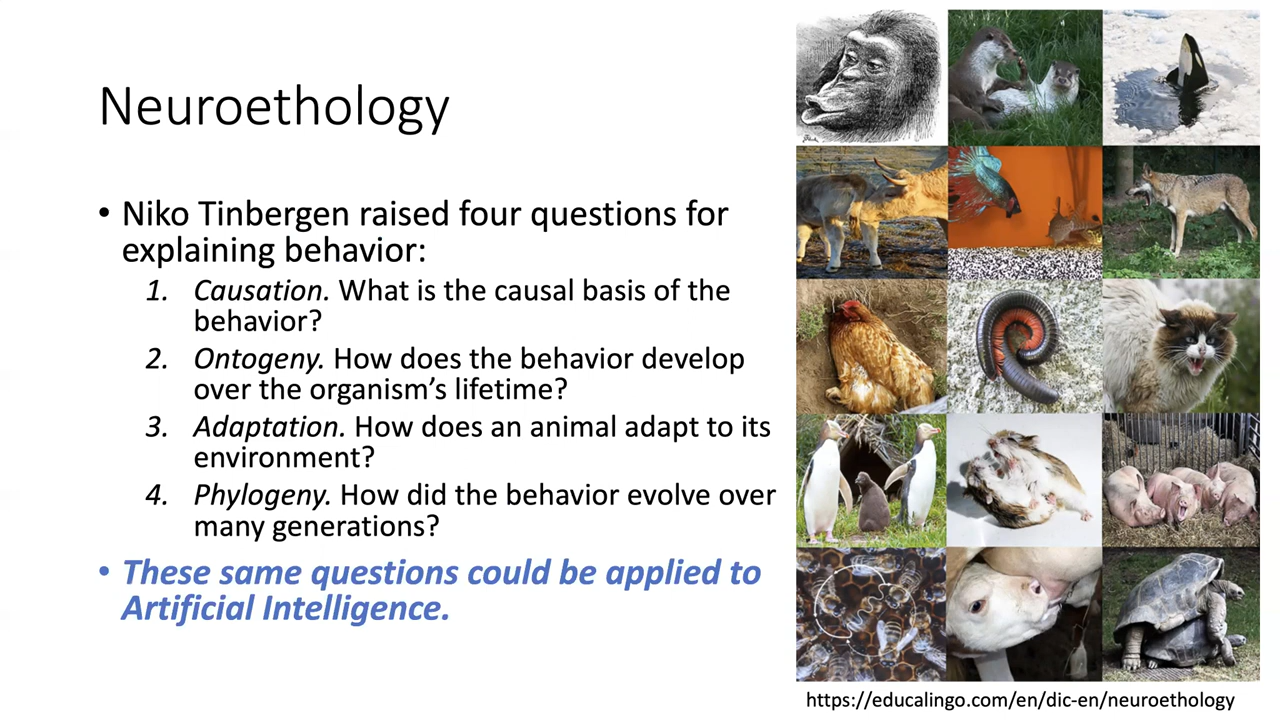 Neuroethology
• Niko Tinbergen raised four questions for
explaining behavior:
1. Causation. What is the causal basis of the
behavior?
2. Ontogeny. How does the behavior develop
over the organism’s lifetime?
3. Adaptation. How does an animal adapt to its
environment?
4. Phylogeny. How did the behavior evolve over
many generations?
• These same questions could be applied to
Artificial Intelligence.
https://educalingo.com/en/dic-en/neuroethology